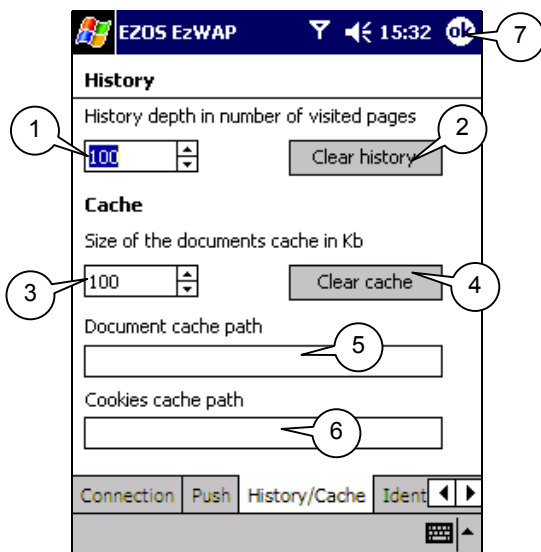 EZOS EzWAP 15:32 ok 7
History
History depth in number of visited pages
1 100 Clear history 2
Cache
Size of the documents cache in Kb
3 100 Clear cache 4
Document cache path
5
Cookies cache path
6
Connection Push History/Cache Ident